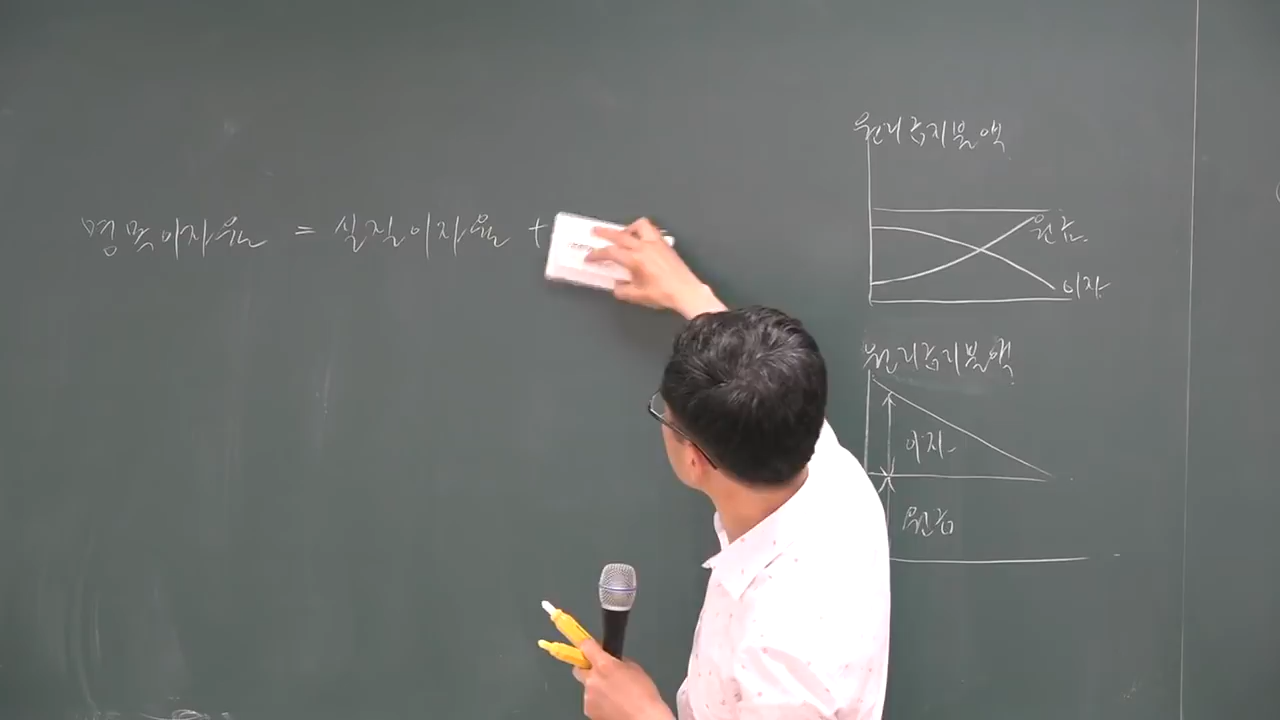 명목이자율 = 실질이자율 +
원리금지불액
원금
이자
원리금지불액
이자
원금